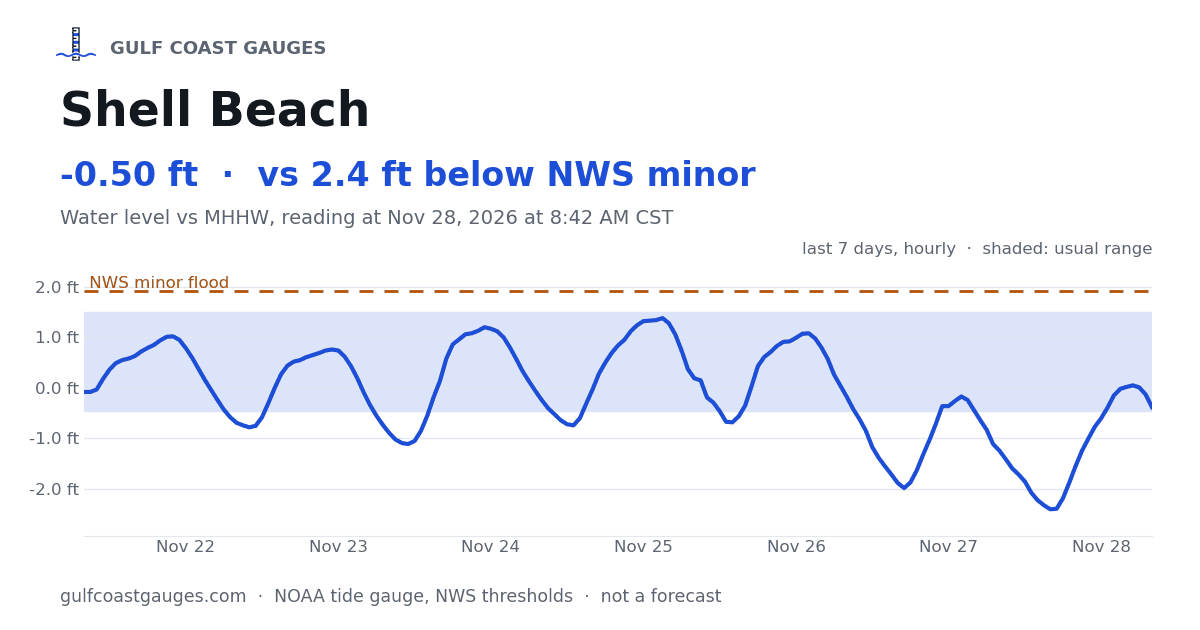 GULF COAST GAUGES
Shell Beach
-0.50 ft · vs 2.4 ft below NWS minor
Water level vs MHHW, reading at Nov 28, 2026 at 8:42 AM CST
last 7 days, hourly · shaded: usual range
NWS minor flood
2.0 ft
1.0 ft
0.0 ft
-1.0 ft
-2.0 ft
Nov 22 Nov 23 Nov 24 Nov 25 Nov 26 Nov 27 Nov 28
gulfcoastgauges.com · NOAA tide gauge, NWS thresholds · not a forecast